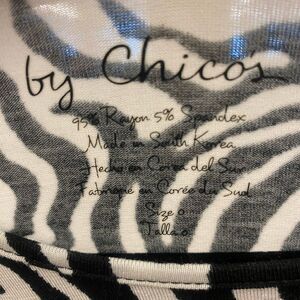 by Chico's
95% Rayon 5% Spandex
Made in South Korea
Hecho en Corea del Sur
Fabriqué en Corée du Sud
Size 0
Talla 0